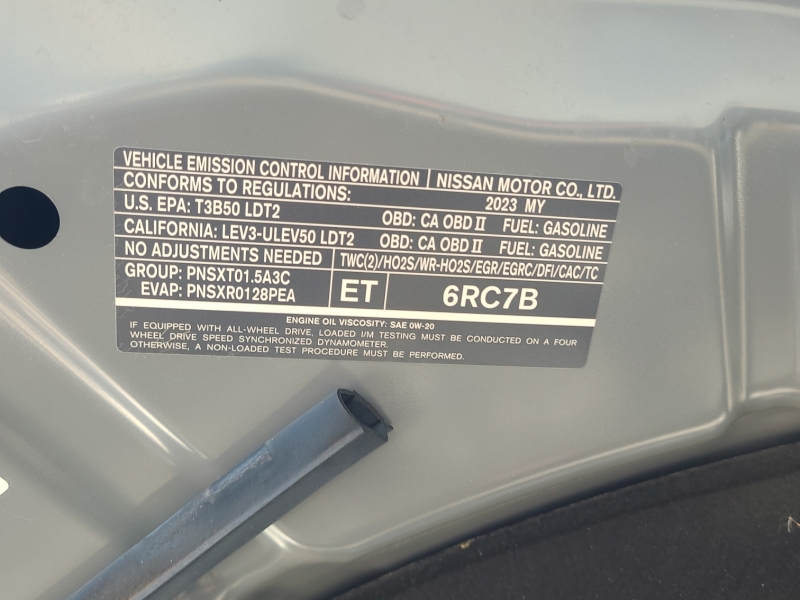 VEHICLE EMISSION CONTROL INFORMATION NISSAN MOTOR CO., LTD.
CONFORMS TO REGULATIONS: 2023 MY
U.S. EPA: T3B50 LDT2 OBD: CA OBD II FUEL: GASOLINE
CALIFORNIA: LEV3-ULEV50 LDT2 OBD: CA OBD II FUEL: GASOLINE
NO ADJUSTMENTS NEEDED TWC(2)/HO2S/WR-HO2S/EGR/EGRC/DFI/CAC/TC
GROUP: PNSXT01.5A3C
EVAP: PNSXR0128PEA ET 6RC7B
ENGINE OIL VISCOSITY: SAE 0W-20
IF EQUIPPED WITH ALL-WHEEL DRIVE, LOADED I/M TESTING MUST BE CONDUCTED ON A FOUR
WHEEL DRIVE SPEED SYNCHRONIZED DYNAMOMETER.
OTHERWISE, A NON-LOADED TEST PROCEDURE MUST BE PERFORMED.